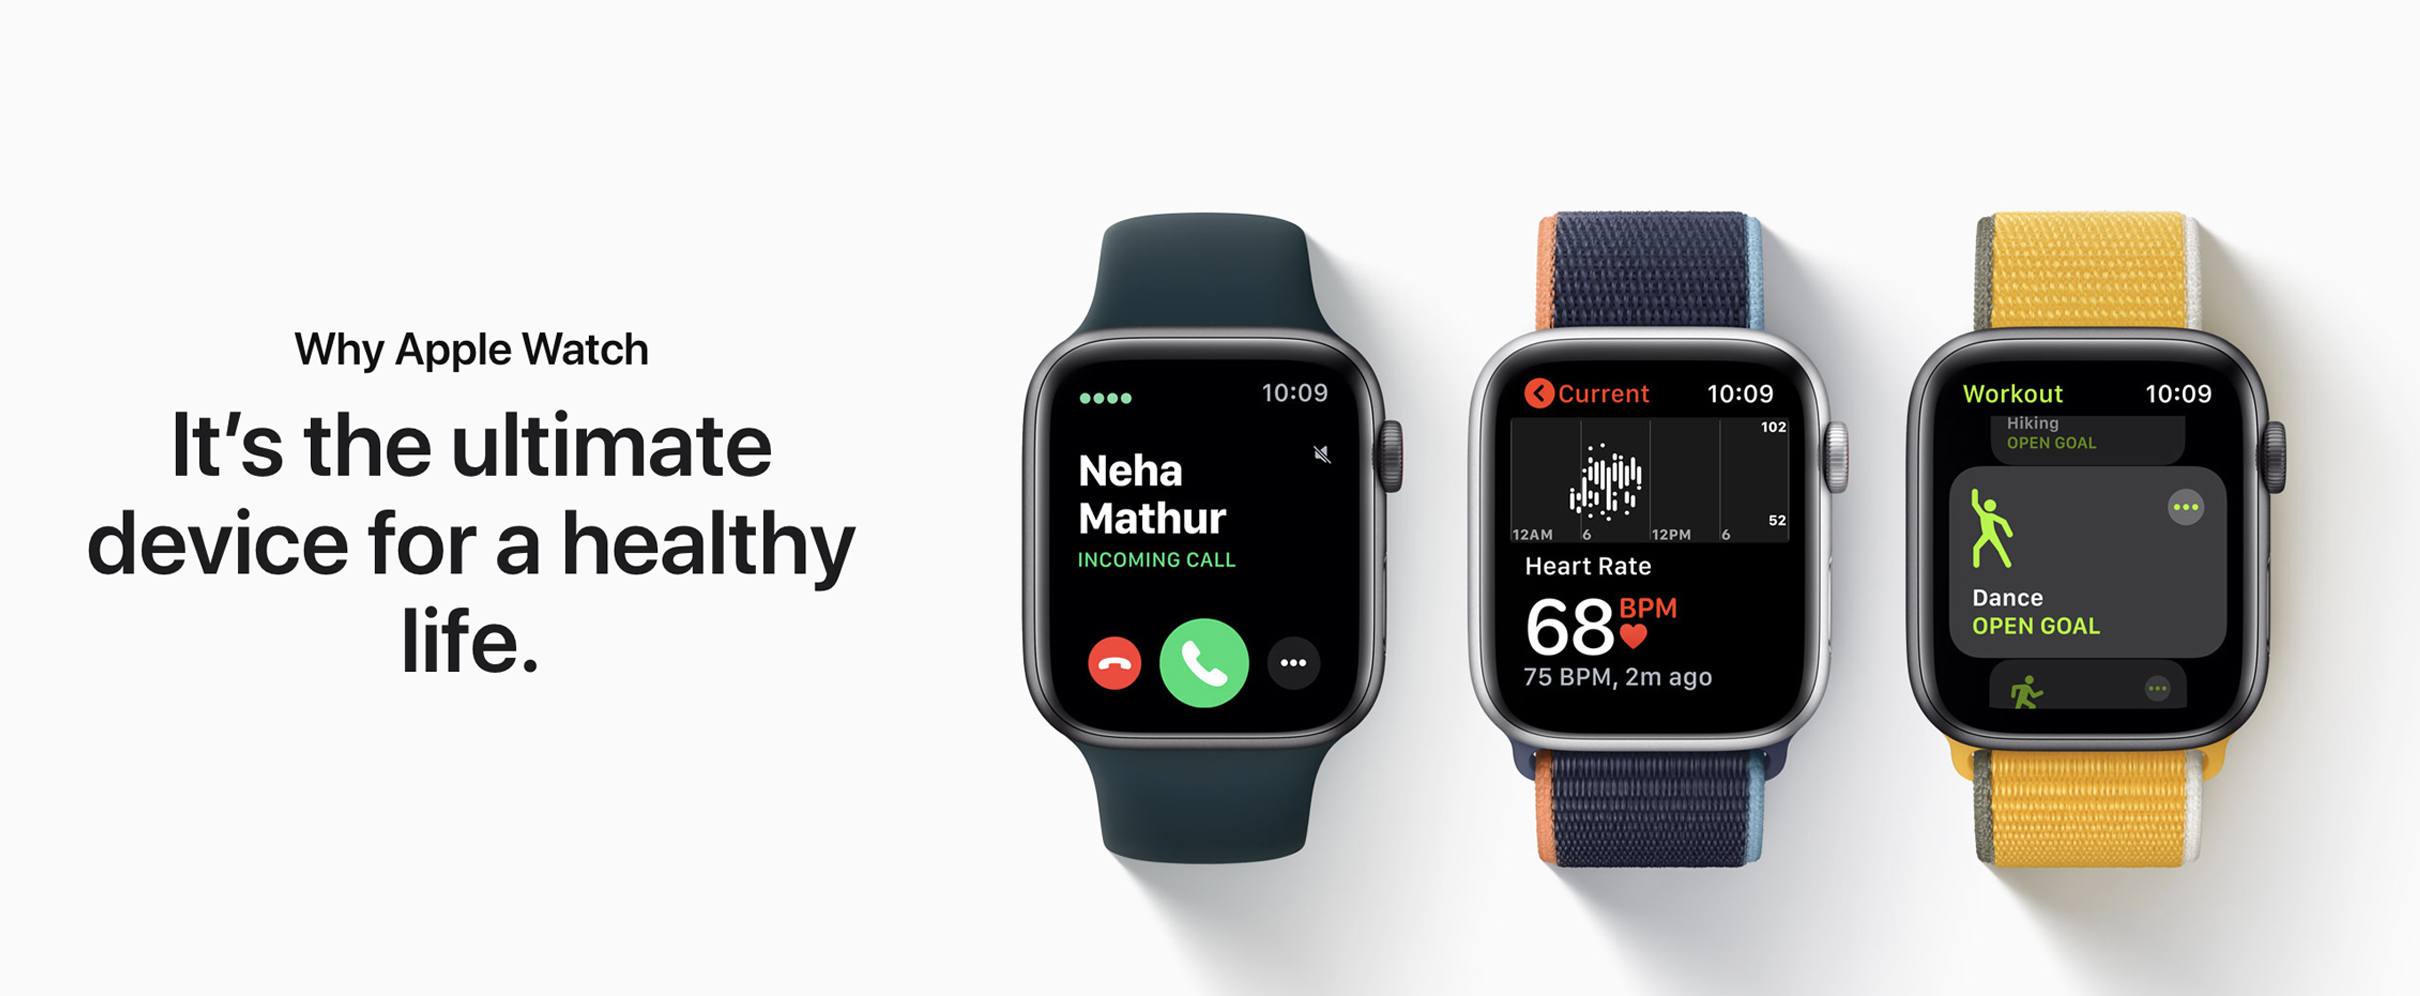 Why Apple Watch
It’s the ultimate
device for a healthy
life.
10:09
Neha
Mathur
INCOMING CALL
Current 10:09
102
52
12AM 6 12PM 6
Heart Rate
68 BPM
75 BPM, 2m ago
Workout 10:09
Hiking
OPEN GOAL
Dance
OPEN GOAL